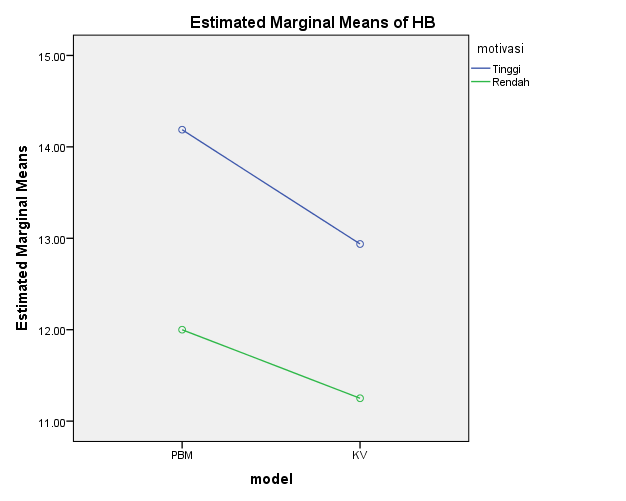 Estimated Marginal Means of HB
motivasi
Tinggi
Rendah
Estimated Marginal Means
15.00
14.00
13.00
12.00
11.00
PBM
KV
model